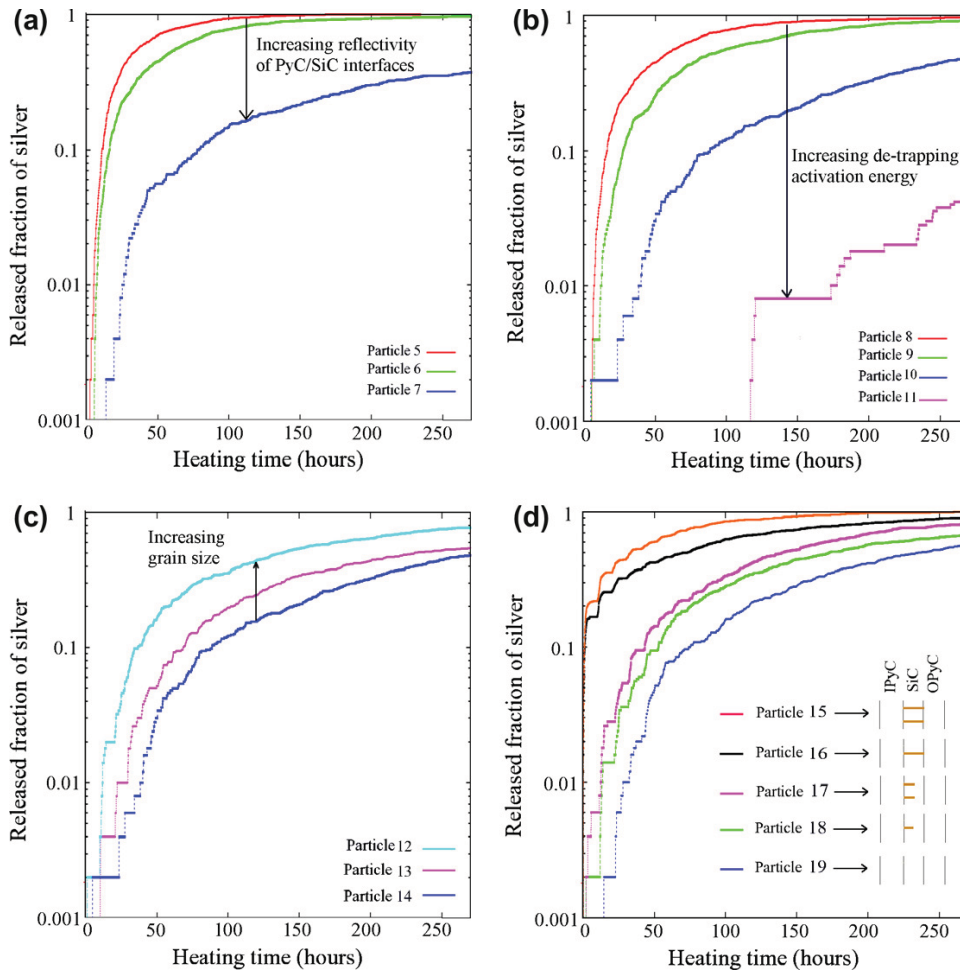 (a)
1
0.1
0.01
0.001
Released fraction of silver
Increasing reflectivity
of PyC/SiC interfaces
Particle 5
Particle 6
Particle 7
0 50 100 150 200 250
Heating time (hours)
(b)
1
0.1
0.01
0.001
Released fraction of silver
Increasing de-trapping
activation energy
Particle 8
Particle 9
Particle 10
Particle 11
0 50 100 150 200 250
Heating time (hours)
(c)
1
0.1
0.01
0.001
Released fraction of silver
Increasing
grain size
Particle 12
Particle 13
Particle 14
0 50 100 150 200 250
Heating time (hours)
(d)
1
0.1
0.01
0.001
Released fraction of silver
IPyC
SiC
OPyC
Particle 15
Particle 16
Particle 17
Particle 18
Particle 19
0 50 100 150 200 250
Heating time (hours)